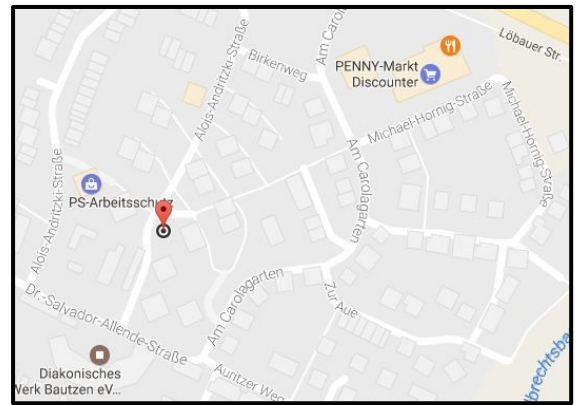 Löbauer Str.
Am Carolagarten
Birkenweg
PENNY-Markt
Discounter
Alois-Andritzki-Straße
Michael-Hornig-Straße
Michael-Hornig-Straße
Am Carolagarten
Alois-Andritzki-Straße
PS-Arbeitsschutz
Am Carolagarten
Zur Aue
Dr.-Salvador-Allende-Straße
Auritzer Weg
Diakonisches
Werk Bautzen eV...
lbrechtsba